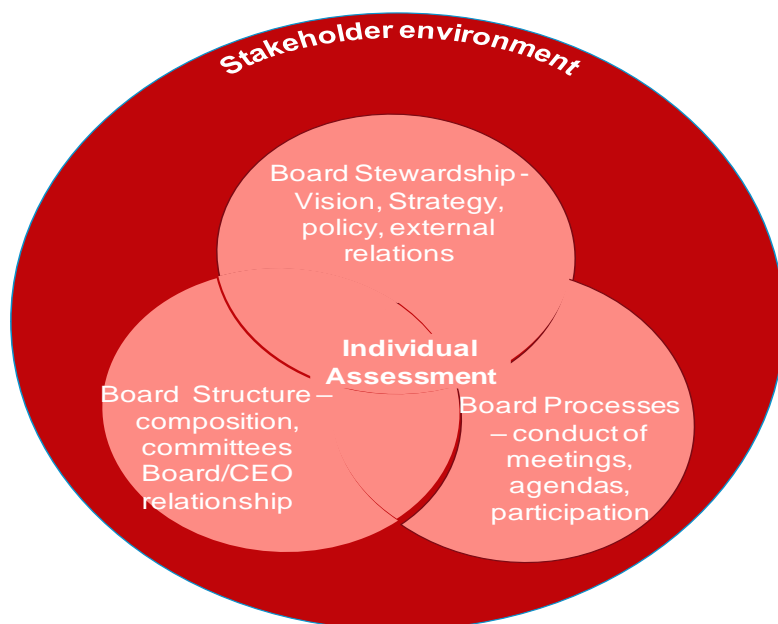 Stakeholder environment
Board Stewardship -
Vision, Strategy,
policy, external
relations
Individual
Assessment
Board Structure –
composition,
committees
Board/CEO
relationship
Board Processes
– conduct of
meetings,
agendas,
participation